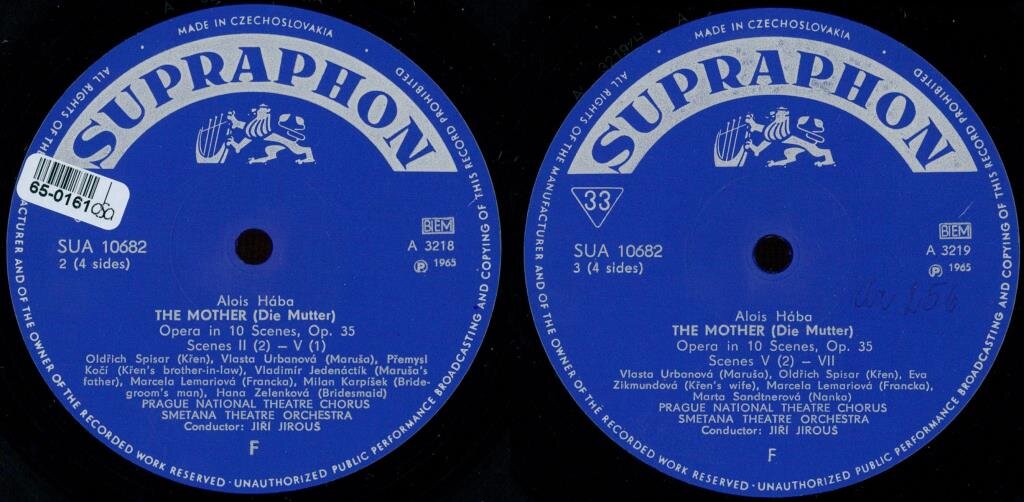 MADE IN CZECHOSLOVAKIA
SUPRAPHON
65-0161
SUA 10682
2 (4 sides)
BIEM
A 3218
Ⓟ 1965
Alois Hába
THE MOTHER (Die Mutter)
Opera in 10 Scenes, Op. 35
Scenes II (2) – V (1)
Oldřich Spisar (Křen), Vlasta Urbanová (Maruša), Přemysl
Kočí (Křen's brother-in-law), Vladimír Jedenáctík (Maruša's
father), Marcela Lemariová (Francka), Milan Karpíšek (Bride-
groom's man), Hana Zelenková (Bridesmaid)
PRAGUE NATIONAL THEATRE CHORUS
SMETANA THEATRE ORCHESTRA
Conductor: JIŘÍ JIROUŠ
F
ALL RIGHTS OF THE
ACTURER AND OF THE OWNER OF THE RECORDED WORK RESERVED · UNAUTHORIZED PUBLIC PERFORMANCE BROADCASTING AND COPYING OF THIS RECORD PROHIBITED
MADE IN CZECHOSLOVAKIA
SUPRAPHON
33
SUA 10682
3 (4 sides)
BIEM
A 3219
Ⓟ 1965
Alois Hába
THE MOTHER (Die Mutter)
Opera in 10 Scenes, Op. 35
Scenes V (2) – VII
Vlasta Urbanová (Maruša), Oldřich Spisar (Křen), Eva
Zikmundová (Křen's wife), Marcela Lemariová (Francka),
Marta Sandtnerová (Nanka)
PRAGUE NATIONAL THEATRE CHORUS
SMETANA THEATRE ORCHESTRA
Conductor: JIŘÍ JIROUŠ
F
ALL RIGHTS OF THE MANUFACTURER AND OF THE OWNER OF THE RECORDED WORK RESERVED · UNAUTHORIZED PUBLIC PERFORMANCE BROADCASTING AND COPYING OF THIS RECORD PROHIBITED